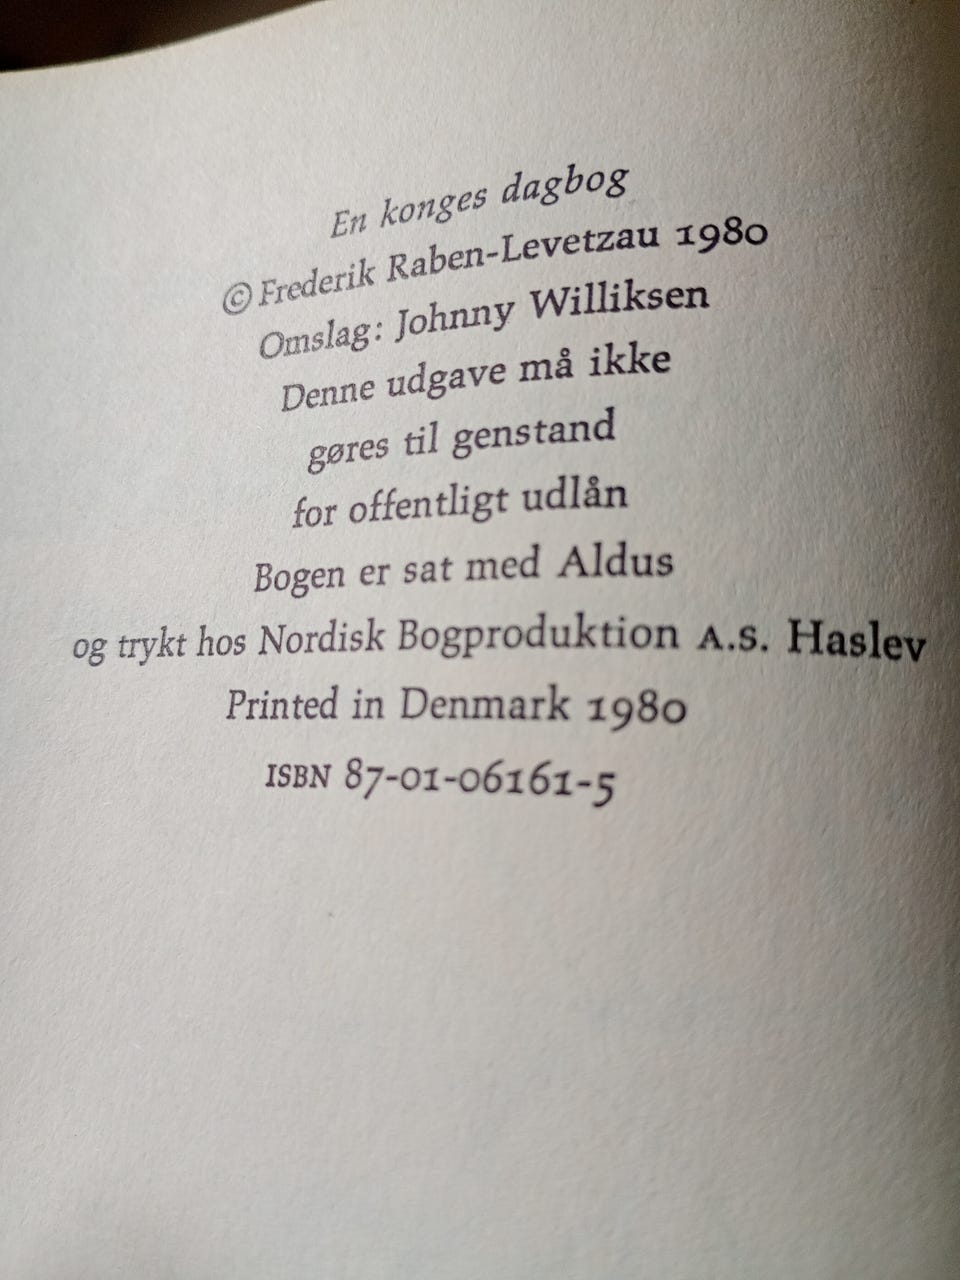 En konges dagbog
© Frederik Raben-Levetzau 1980
Omslag: Johnny Williksen
Denne udgave må ikke
gøres til genstand
for offentligt udlån
Bogen er sat med Aldus
og trykt hos Nordisk Bogproduktion A.S. Haslev
Printed in Denmark 1980
ISBN 87-01-06161-5